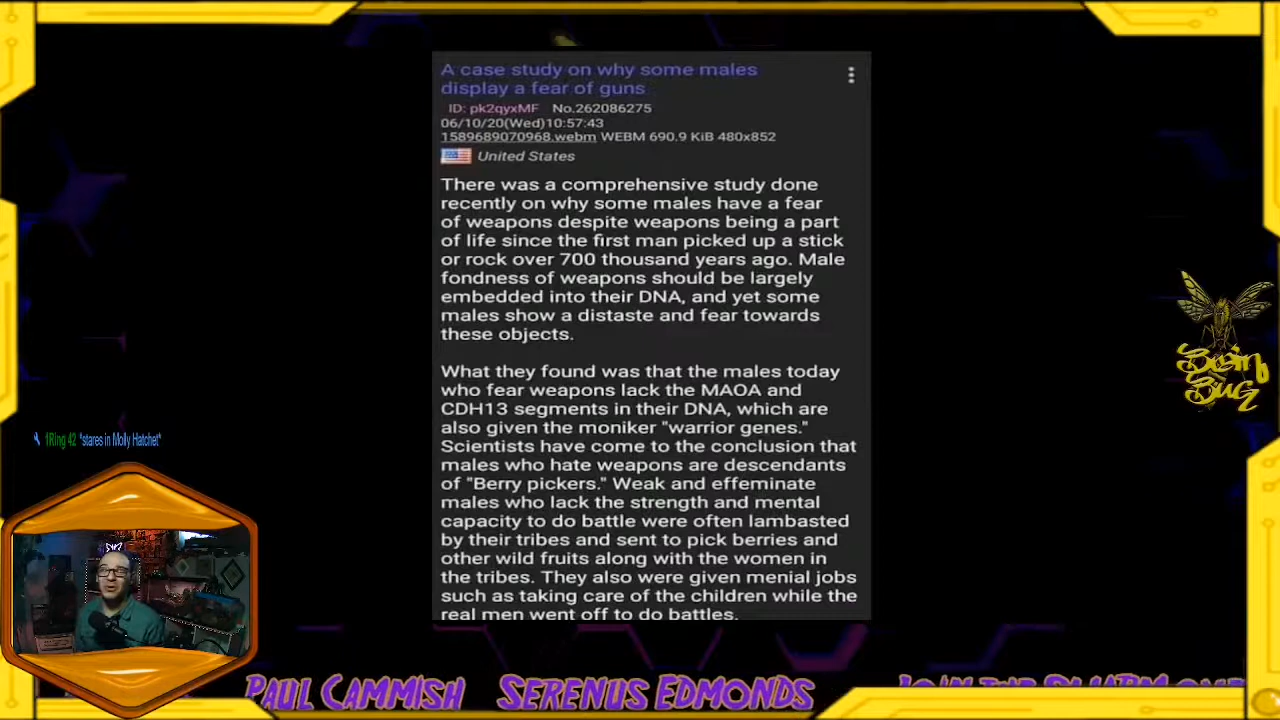 A case study on why some males
display a fear of guns
ID: pk2qyxMF No.262086275
06/10/20(Wed)10:57:43
1589689070968.webm WEBM 690.9 KiB 480x852
United States
There was a comprehensive study done
recently on why some males have a fear
of weapons despite weapons being a part
of life since the first man picked up a stick
or rock over 700 thousand years ago. Male
fondness of weapons should be largely
embedded into their DNA, and yet some
males show a distaste and fear towards
these objects.
What they found was that the males today
who fear weapons lack the MAOA and
CDH13 segments in their DNA, which are
also given the moniker "warrior genes."
Scientists have come to the conclusion that
males who hate weapons are descendants
of "Berry pickers." Weak and effeminate
males who lack the strength and mental
capacity to do battle were often lambasted
by their tribes and sent to pick berries and
other wild fruits along with the women in
the tribes. They also were given menial jobs
such as taking care of the children while the
real men went off to do battles.
1Ring 42 *stares in Molly Hatchet*
Brain
Bug
PAUL CAMMISH SERENUS EDMONDS JOIN THE